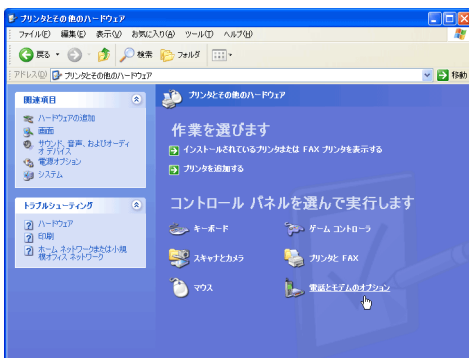 プリンタとその他のハードウェア
ファイル(F) 編集(E) 表示(V) お気に入り(A) ツール(T) ヘルプ(H)
戻る 検索 フォルダ
アドレス(D) プリンタとその他のハードウェア 移動
関連項目
ハードウェアの追加
画面
サウンド、音声、およびオーディ
オ デバイス
電源オプション
システム
トラブルシューティング
ハードウェア
印刷
ホーム ネットワークまたは小規
模オフィス ネットワーク
プリンタとその他のハードウェア
作業を選びます
インストールされているプリンタまたは FAX プリンタを表示する
プリンタを追加する
コントロール パネルを選んで実行します
キーボード
ゲーム コントローラ
スキャナとカメラ
プリンタと FAX
マウス
電話とモデムのオプション